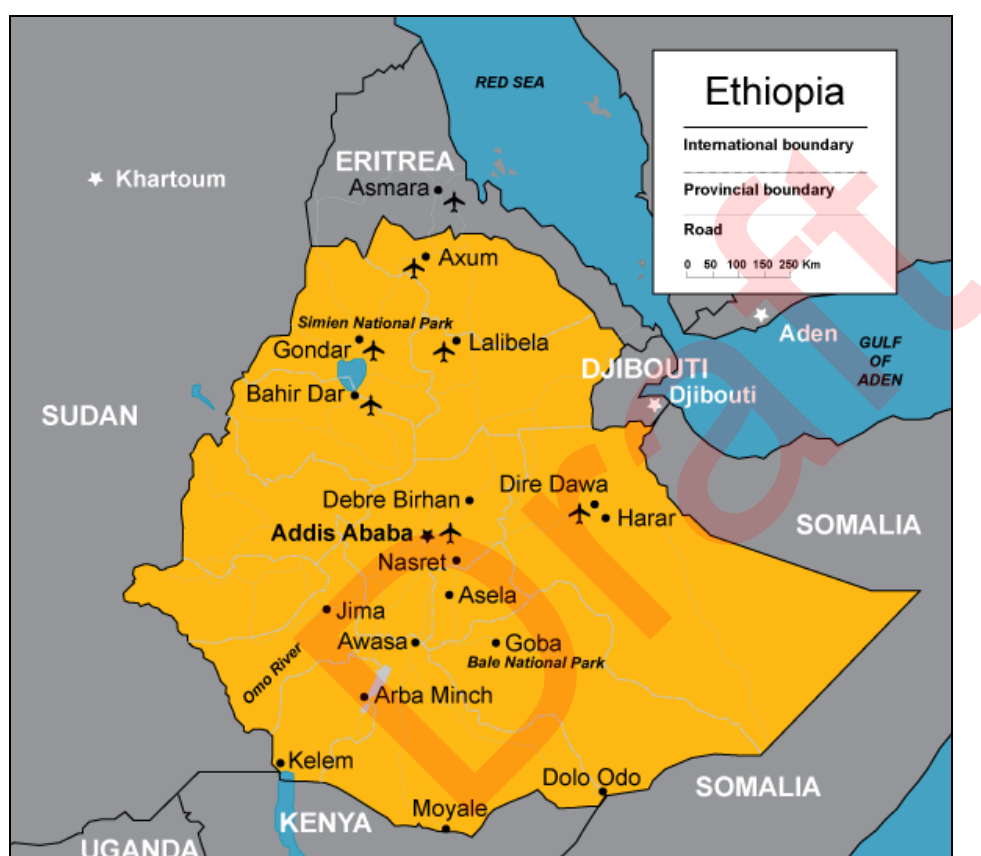 RED SEA
Ethiopia
International boundary
Provincial boundary
Road
0 50 100 150 250 Km
ERITREA
Khartoum
Asmara
Axum
Simien National Park
Gondar
Lalibela
Aden
GULF
OF
ADEN
DJIBOUTI
Djibouti
Bahir Dar
SUDAN
Dire Dawa
Debre Birhan
Harar
SOMALIA
Addis Ababa
Nasret
Asela
Jima
Awasa
Goba
Bale National Park
Omo River
Arba Minch
Kelem
Dolo Odo
SOMALIA
Moyale
KENYA
UGANDA
Draft